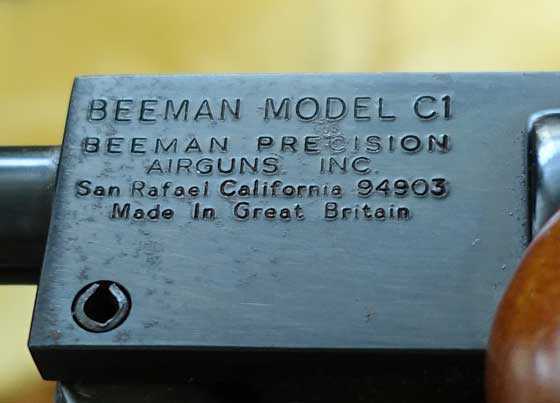 BEEMAN MODEL C1
BEEMAN PRECISION
AIRGUNS INC.
San Rafael California 94903
Made In Great Britain